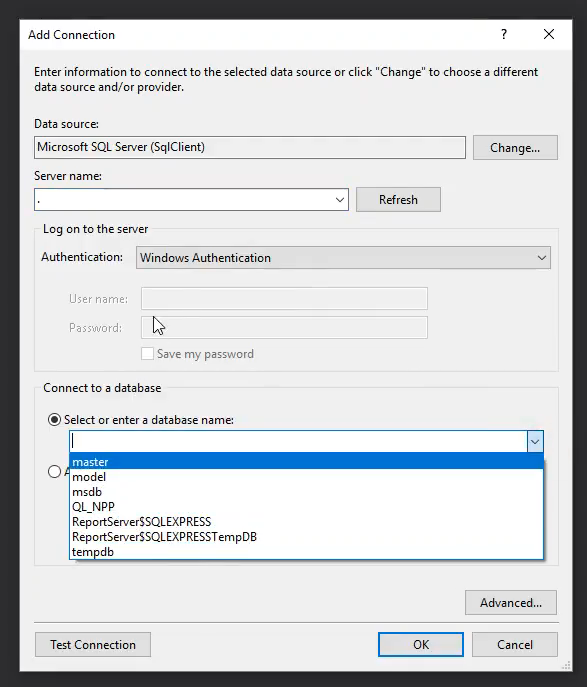 Add Connection
?
Enter information to connect to the selected data source or click "Change" to choose a different
data source and/or provider.
Data source:
Microsoft SQL Server (SqlClient)
Change...
Server name:
.
Refresh
Log on to the server
Authentication:
Windows Authentication
User name:
Password:
Save my password
Connect to a database
Select or enter a database name:
master
model
msdb
QL_NPP
ReportServer$SQLEXPRESS
ReportServer$SQLEXPRESSTempDB
tempdb
Advanced...
Test Connection
OK
Cancel